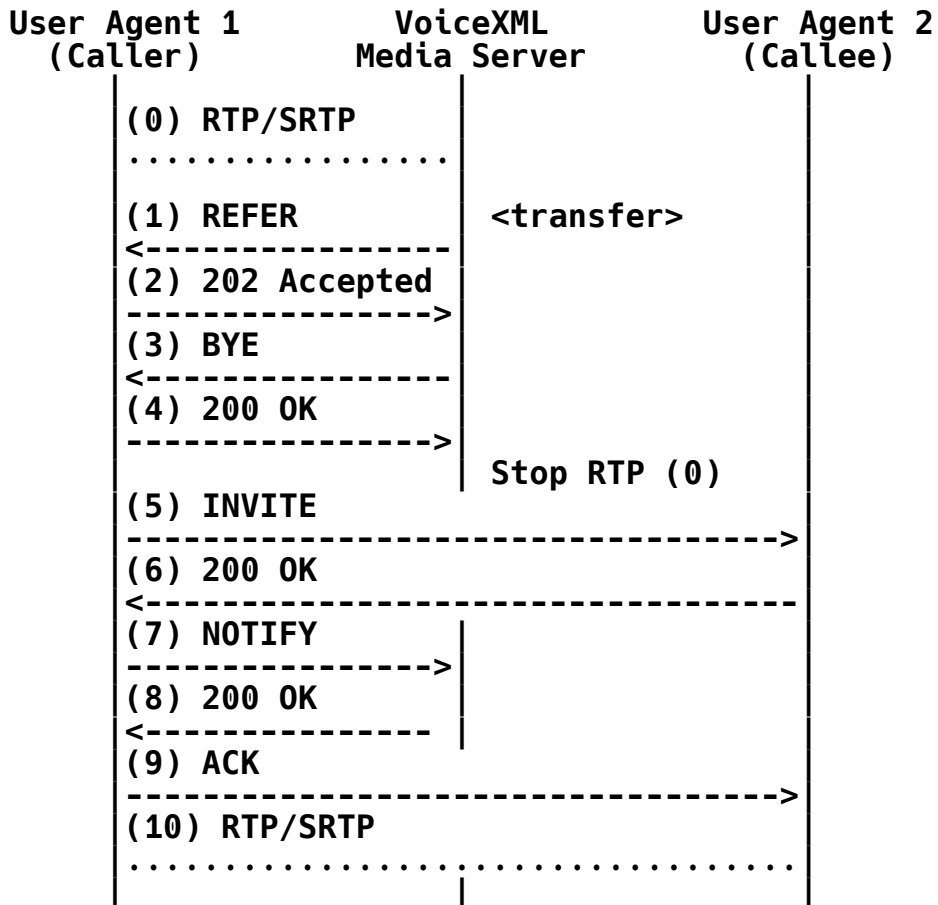 User Agent 1        VoiceXML        User Agent 2
  (Caller)        Media Server        (Callee)
     |                 |                 |
     |(0) RTP/SRTP     |                 |
     |.................|                 |
     |                 |                 |
     |(1) REFER        | <transfer>      |
     |<----------------|                 |
     |(2) 202 Accepted |                 |
     |---------------->|                 |
     |(3) BYE          |                 |
     |<----------------|                 |
     |(4) 200 OK       |                 |
     |---------------->|                 |
     |                 | Stop RTP (0)    |
     |(5) INVITE                         |
     |---------------------------------->|
     |(6) 200 OK                         |
     |<----------------------------------|
     |(7) NOTIFY       |                 |
     |---------------->|                 |
     |(8) 200 OK       |                 |
     |<--------------- |                 |
     |(9) ACK                            |
     |---------------------------------->|
     |(10) RTP/SRTP                      |
     |...................................|
     |                 |                 |